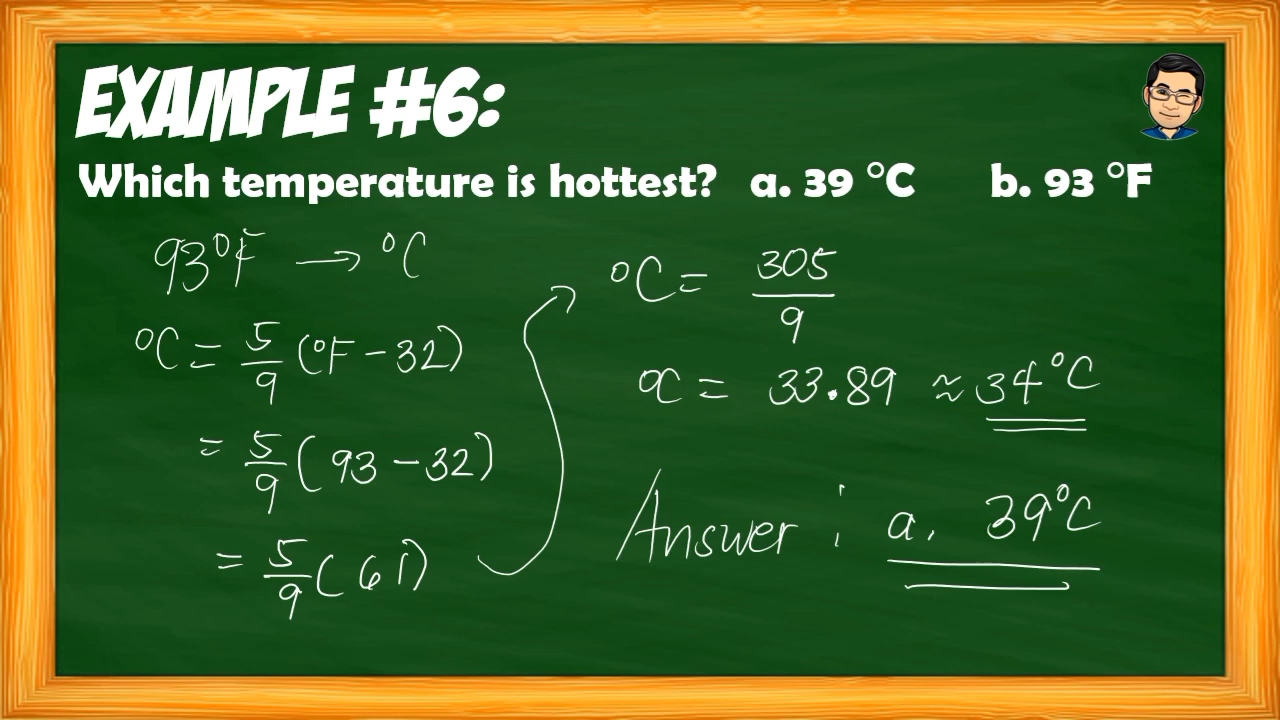 EXAMPLE #6:
Which temperature is hottest? a. 39 °C b. 93 °F
93°F → °C
°C = 5/9 (°F - 32)
= 5/9 (93 - 32)
= 5/9 (61)
°C = 305/9
°C = 33.89 ≈ 34°C
Answer : a. 39°C